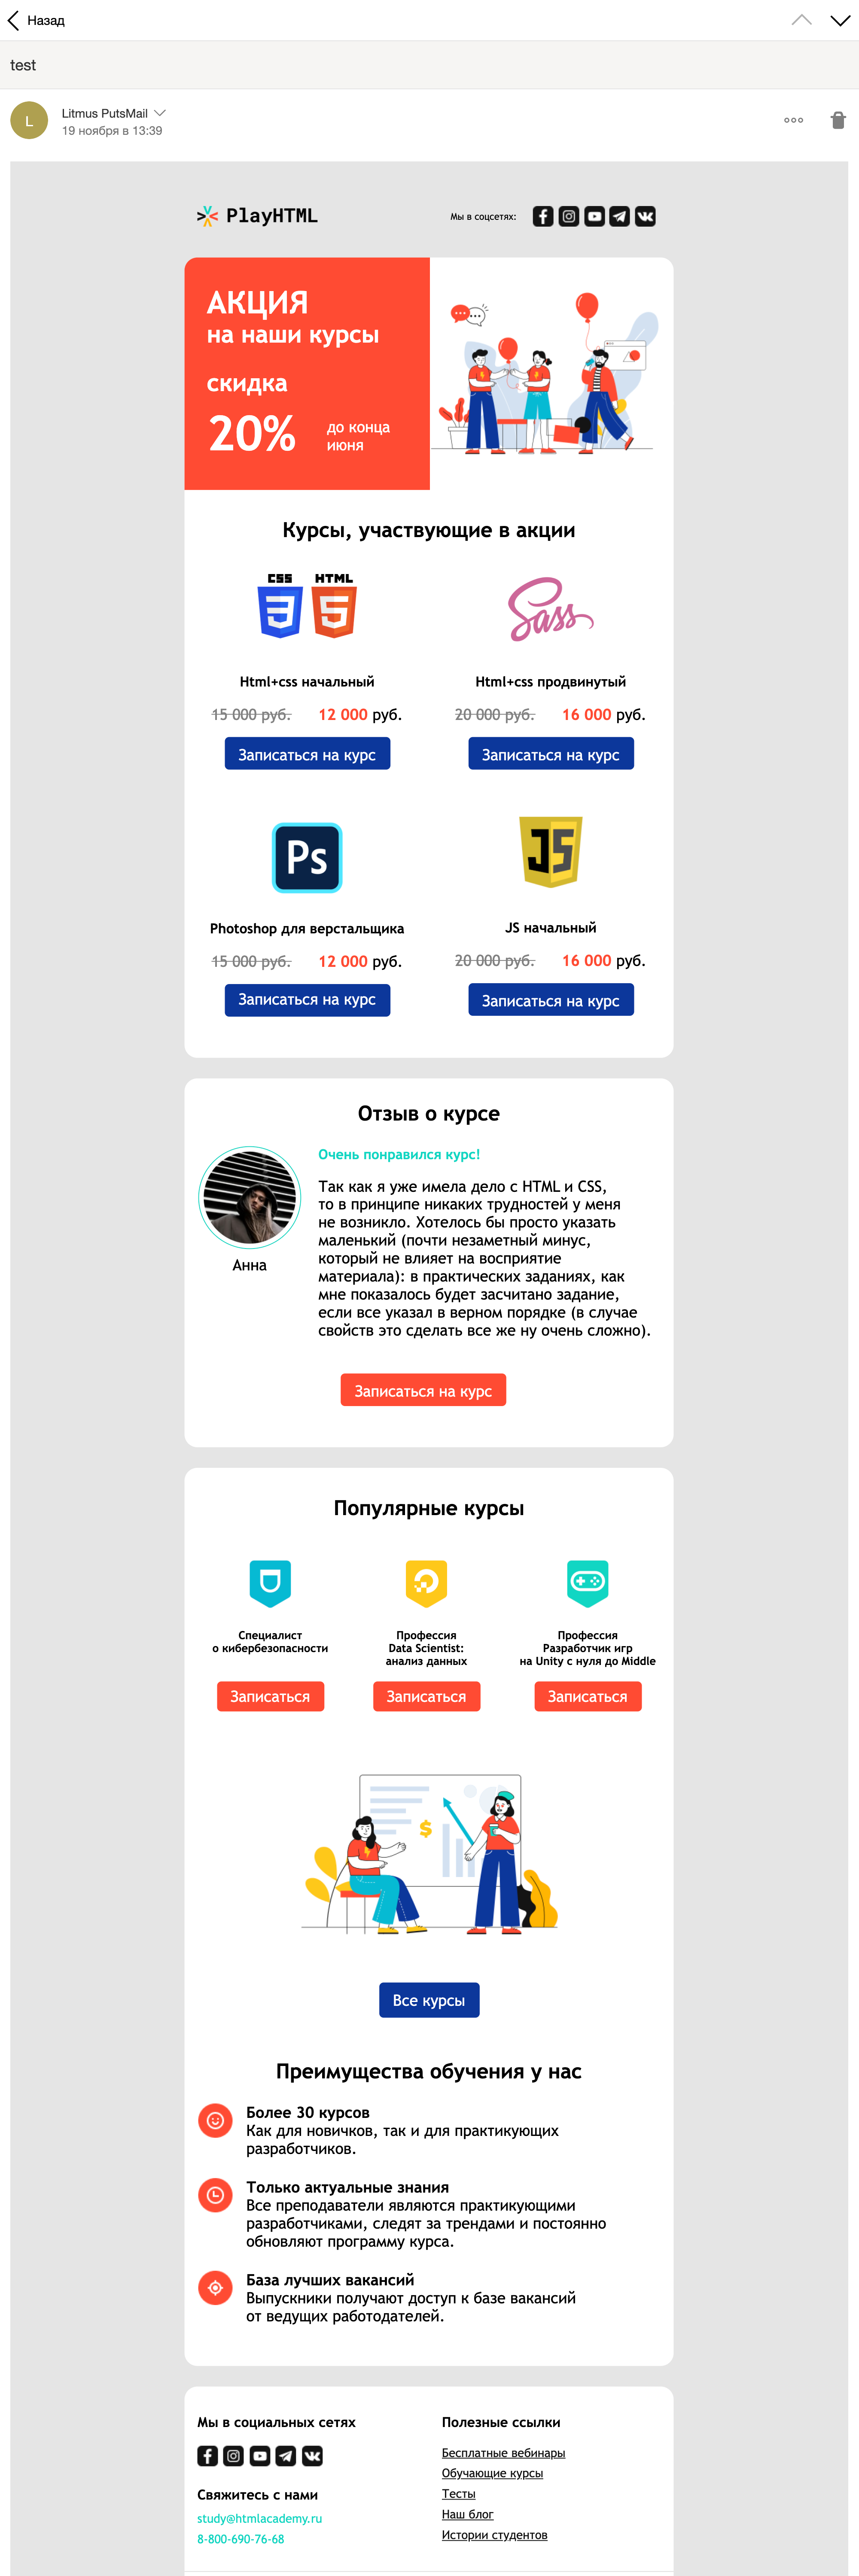 Назад
test
L
Litmus PutsMail
19 ноября в 13:39
PlayHTML
Мы в соцсетях:
АКЦИЯ
на наши курсы
скидка
20%
до конца
июня
Курсы, участвующие в акции
CSS HTML
Sass
Html+css начальный
Html+css продвинутый
15 000 руб. 12 000 руб.
20 000 руб. 16 000 руб.
Записаться на курс
Записаться на курс
Ps
JS
Photoshop для верстальщика
JS начальный
15 000 руб. 12 000 руб.
20 000 руб. 16 000 руб.
Записаться на курс
Записаться на курс
Отзыв о курсе
Анна
Очень понравился курс!
Так как я уже имела дело с HTML и CSS,
то в принципе никаких трудностей у меня
не возникло. Хотелось бы просто указать
маленький (почти незаметный минус,
который не влияет на восприятие
материала): в практических заданиях, как
мне показалось будет засчитано задание,
если все указал в верном порядке (в случае
свойств это сделать все же ну очень сложно).
Записаться на курс
Популярные курсы
Специалист
о кибербезопасности
Профессия
Data Scientist:
анализ данных
Профессия
Разработчик игр
на Unity с нуля до Middle
Записаться
Записаться
Записаться
$
Все курсы
Преимущества обучения у нас
Более 30 курсов
Как для новичков, так и для практикующих
разработчиков.
Только актуальные знания
Все преподаватели являются практикующими
разработчиками, следят за трендами и постоянно
обновляют программу курса.
База лучших вакансий
Выпускники получают доступ к базе вакансий
от ведущих работодателей.
Мы в социальных сетях
Свяжитесь с нами
study@htmlacademy.ru
8-800-690-76-68
Полезные ссылки
Бесплатные вебинары
Обучающие курсы
Тесты
Наш блог
Истории студентов